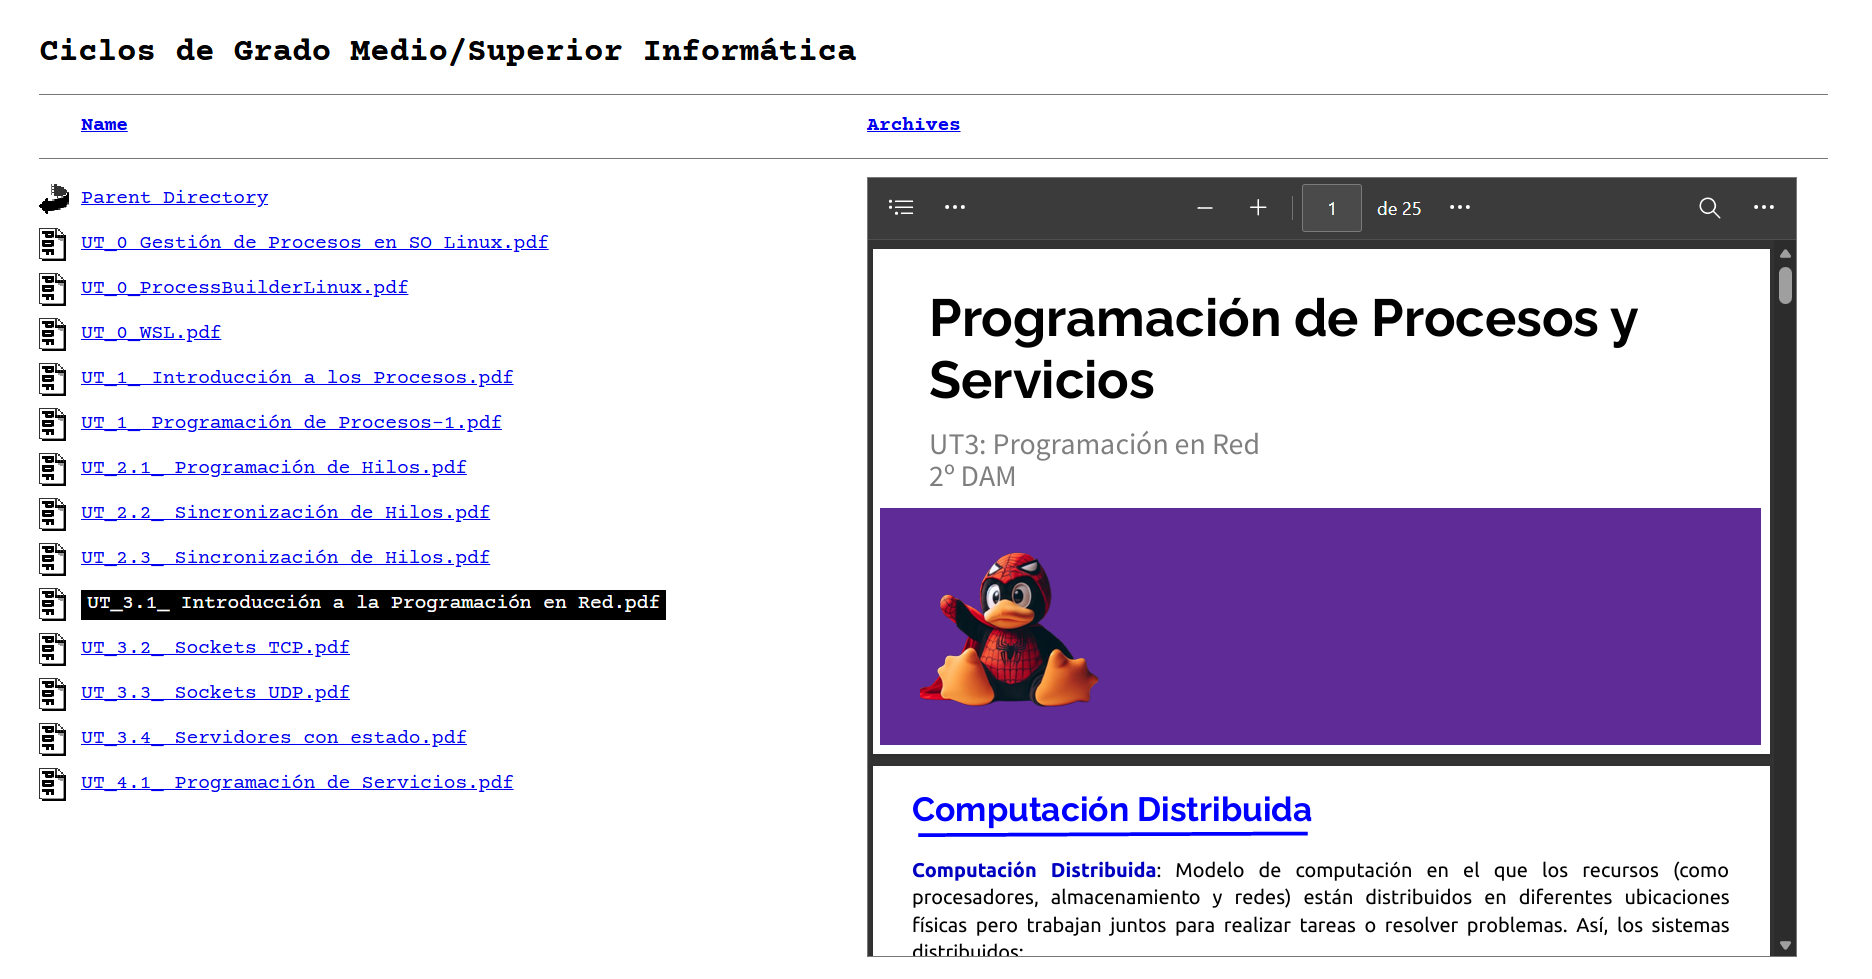 Ciclos de Grado Medio/Superior Informática
Name
Archives
Parent Directory
UT_0 Gestión de Procesos en SO Linux.pdf
UT_0_ProcessBuilderLinux.pdf
UT_0_WSL.pdf
UT_1_ Introducción a los Procesos.pdf
UT_1_ Programación de Procesos-1.pdf
UT_2.1_ Programación de Hilos.pdf
UT_2.2_ Sincronización de Hilos.pdf
UT_2.3_ Sincronización de Hilos.pdf
UT_3.1_ Introducción a la Programación en Red.pdf
UT_3.2_ Sockets TCP.pdf
UT_3.3_ Sockets UDP.pdf
UT_3.4_ Servidores con estado.pdf
UT_4.1_ Programación de Servicios.pdf
1 de 25
Programación de Procesos y
Servicios
UT3: Programación en Red
2º DAM
Computación Distribuida
Computación Distribuida: Modelo de computación en el que los recursos (como
procesadores, almacenamiento y redes) están distribuidos en diferentes ubicaciones
físicas pero trabajan juntos para realizar tareas o resolver problemas. Así, los sistemas
distribuidos: